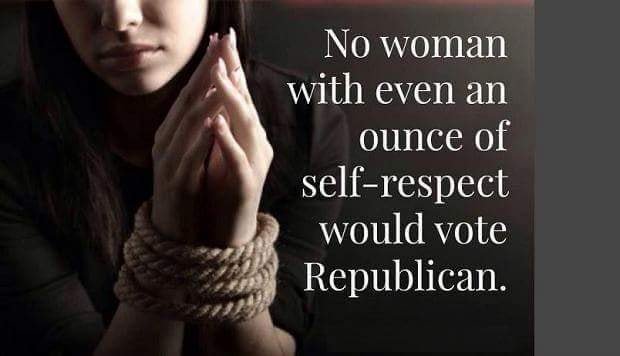 No woman
with even an
ounce of
self-respect
would vote
Republican.